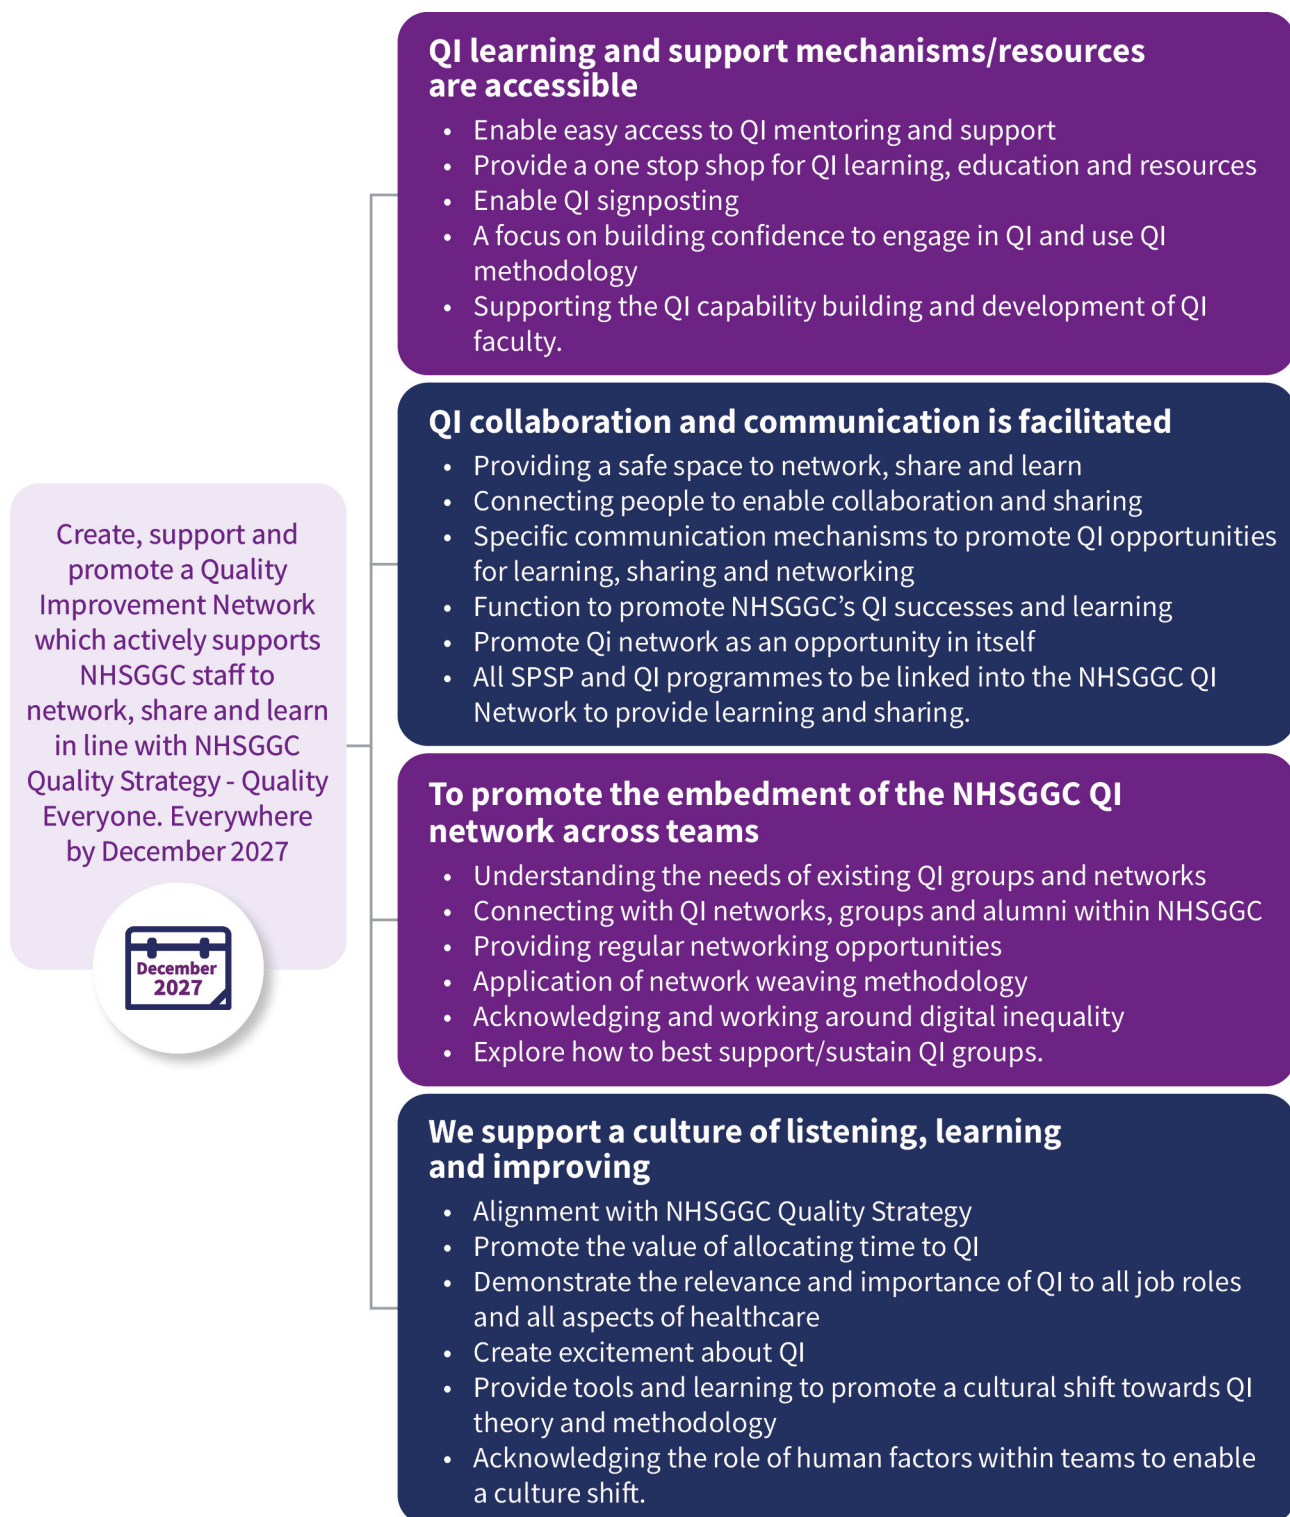 Create, support and
promote a Quality
Improvement Network
which actively supports
NHSGGC staff to
network, share and learn
in line with NHSGGC
Quality Strategy - Quality
Everyone. Everywhere
by December 2027
December
2027
QI learning and support mechanisms/resources
are accessible
• Enable easy access to QI mentoring and support
• Provide a one stop shop for QI learning, education and resources
• Enable QI signposting
• A focus on building confidence to engage in QI and use QI
methodology
• Supporting the QI capability building and development of QI
faculty.
QI collaboration and communication is facilitated
• Providing a safe space to network, share and learn
• Connecting people to enable collaboration and sharing
• Specific communication mechanisms to promote QI opportunities
for learning, sharing and networking
• Function to promote NHSGGC’s QI successes and learning
• Promote Qi network as an opportunity in itself
• All SPSP and QI programmes to be linked into the NHSGGC QI
Network to provide learning and sharing.
To promote the embedment of the NHSGGC QI
network across teams
• Understanding the needs of existing QI groups and networks
• Connecting with QI networks, groups and alumni within NHSGGC
• Providing regular networking opportunities
• Application of network weaving methodology
• Acknowledging and working around digital inequality
• Explore how to best support/sustain QI groups.
We support a culture of listening, learning
and improving
• Alignment with NHSGGC Quality Strategy
• Promote the value of allocating time to QI
• Demonstrate the relevance and importance of QI to all job roles
and all aspects of healthcare
• Create excitement about QI
• Provide tools and learning to promote a cultural shift towards QI
theory and methodology
• Acknowledging the role of human factors within teams to enable
a culture shift.